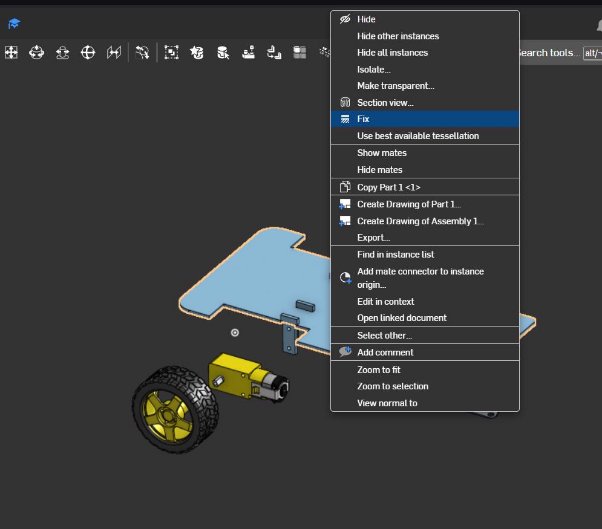 Hide
Hide other instances
Hide all instances
Isolate...
Search tools... alt/
Make transparent...
Section view...
Fix
Use best available tessellation
Show mates
Hide mates
Copy Part 1 <1>
Create Drawing of Part 1...
Create Drawing of Assembly 1...
Export...
Find in instance list
Add mate connector to instance
origin...
Edit in context
Open linked document
Select other...
Add comment
Zoom to fit
Zoom to selection
View normal to